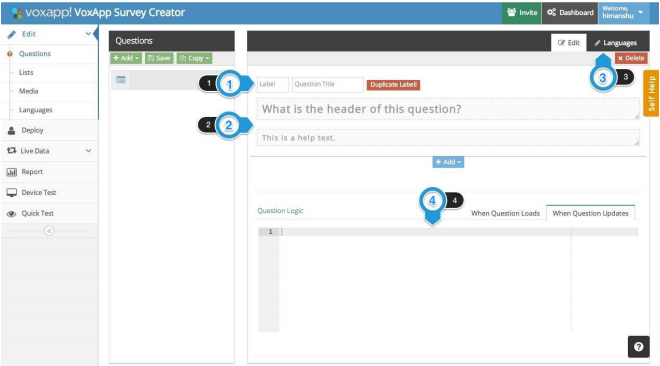 voxapp! VoxApp Survey Creator
Invite
Dashboard
Welcome,
himanshu
Edit
Questions
Lists
Media
Languages
Deploy
Live Data
Report
Device Test
Quick Test
Questions
+ Add
Save
Copy
Edit
Languages
× Delete
1
1
Label
Question Title
Duplicate Label!
3
3
Self Help
What is the header of this question?
2
2
This is a help text.
+ Add
4
4
Question Logic
When Question Loads
When Question Updates
1
?